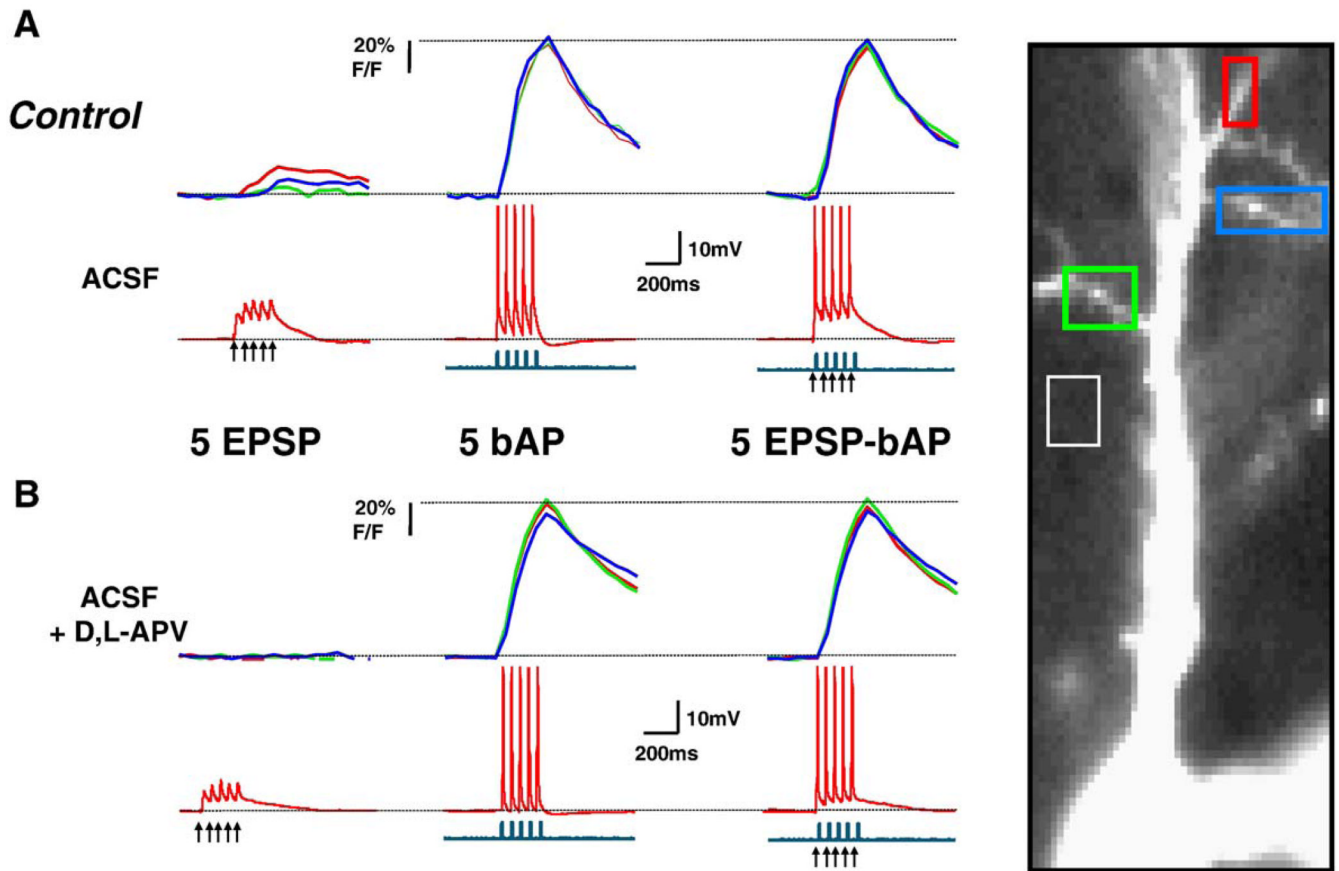 A
20%
F/F
Control
10mV
200ms
ACSF
5 EPSP
5 bAP
5 EPSP-bAP
B
20%
F/F
ACSF
+ D,L-APV
10mV
200ms